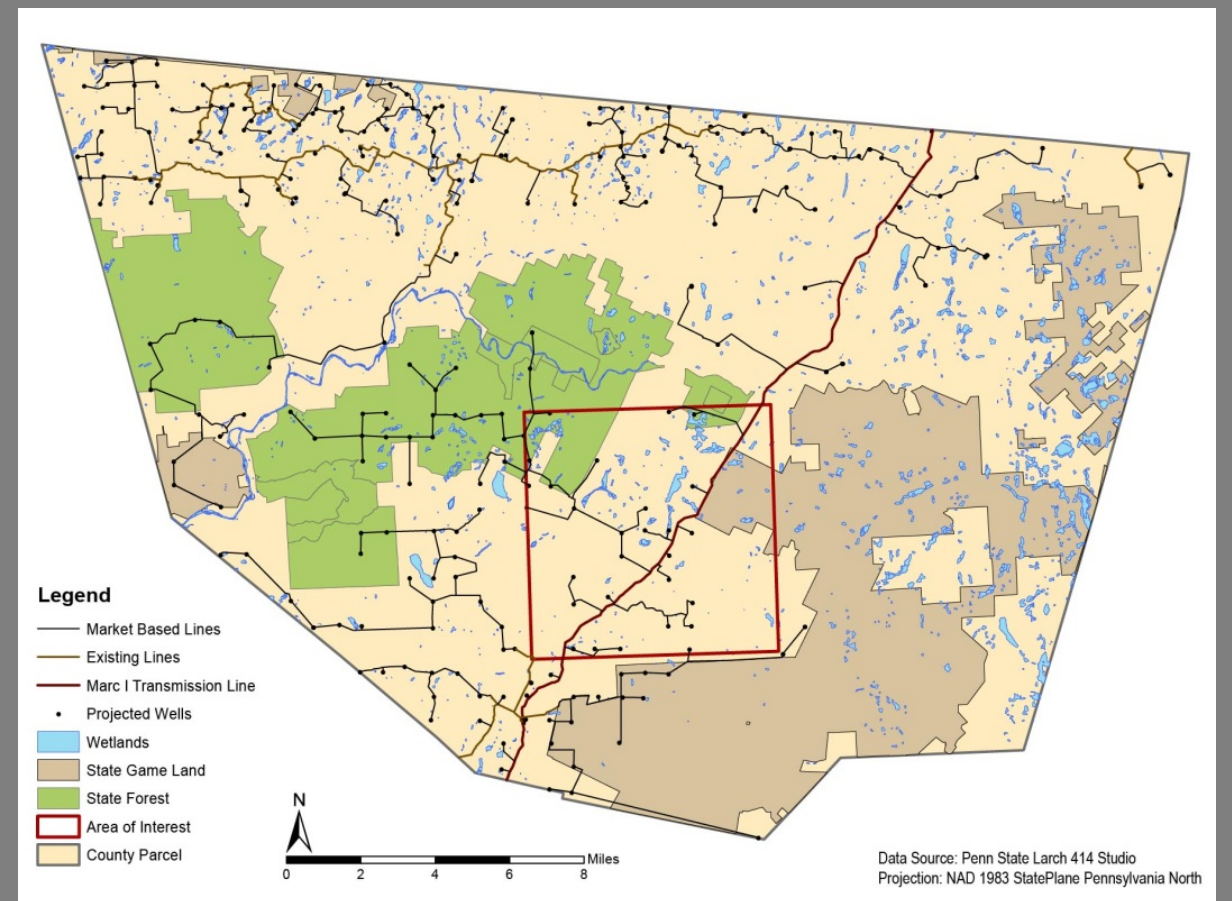 Legend
Market Based Lines
Existing Lines
Marc I Transmission Line
Projected Wells
Wetlands
State Game Land
State Forest
Area of Interest
County Parcel
N
Miles
0 2 4 6 8
Data Source: Penn State Larch 414 Studio
Projection: NAD 1983 StatePlane Pennsylvania North